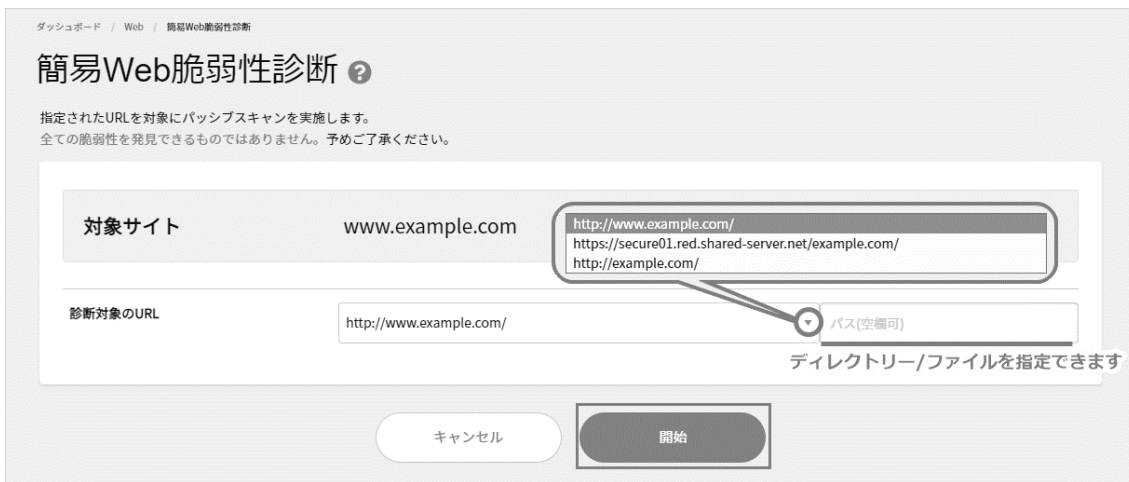 ダッシュボード / Web / 簡易Web脆弱性診断
簡易Web脆弱性診断 ?
指定されたURLを対象にパッシブスキャンを実施します。
全ての脆弱性を発見できるものではありません。予めご了承ください。
対象サイト www.example.com
http://www.example.com/
https://secure01.red.shared-server.net/example.com/
http://example.com/
診断対象のURL http://www.example.com/ パス(空欄可)
ディレクトリー/ファイルを指定できます
キャンセル 開始